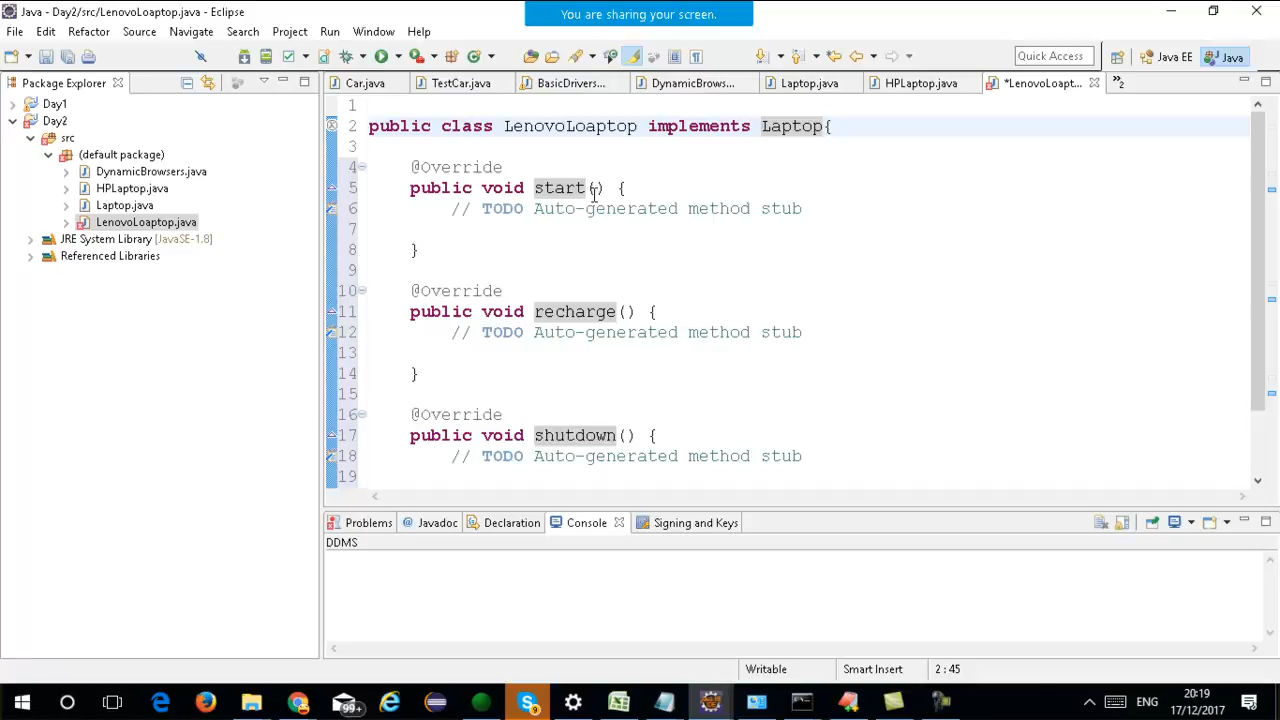 Java - Day2/src/LenovoLoaptop.java - Eclipse
You are sharing your screen.
File Edit Refactor Source Navigate Search Project Run Window Help
Quick Access
Java EE
Java
Package Explorer
Car.java
TestCar.java
BasicDrivers...
DynamicBrows...
Laptop.java
HPLaptop.java
*LenovoLoapt...
2
Day1
Day2
src
(default package)
DynamicBrowsers.java
HPLaptop.java
Laptop.java
LenovoLoaptop.java
JRE System Library [JavaSE-1.8]
Referenced Libraries
1
2 public class LenovoLoaptop implements Laptop{
3
4 @Override
5 public void start() {
6 // TODO Auto-generated method stub
7
8 }
9
10 @Override
11 public void recharge() {
12 // TODO Auto-generated method stub
13
14 }
15
16 @Override
17 public void shutdown() {
18 // TODO Auto-generated method stub
19
Problems @ Javadoc Declaration Console Signing and Keys
DDMS
Writable Smart Insert 2 : 45
99+
9
ENG
20:19
17/12/2017